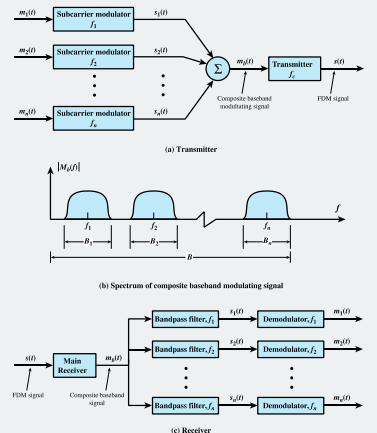 m1(t) Subcarrier modulator f1 s1(t)
m2(t) Subcarrier modulator f2 s2(t)
Σ mb(t) Transmitter fc s(t)
Composite baseband modulating signal
FDM signal
mn(t) Subcarrier modulator fn sn(t)
(a) Transmitter
|Mb(f)|
f
f1 f2 fn
B1 B2 Bn
B
(b) Spectrum of composite baseband modulating signal
Bandpass filter, f1 s1(t) Demodulator, f1 m1(t)
s(t) Main Receiver mb(t) Bandpass filter, f2 s2(t) Demodulator, f2 m2(t)
FDM signal
Composite baseband signal
Bandpass filter, fn sn(t) Demodulator, fn mn(t)
(c) Receiver